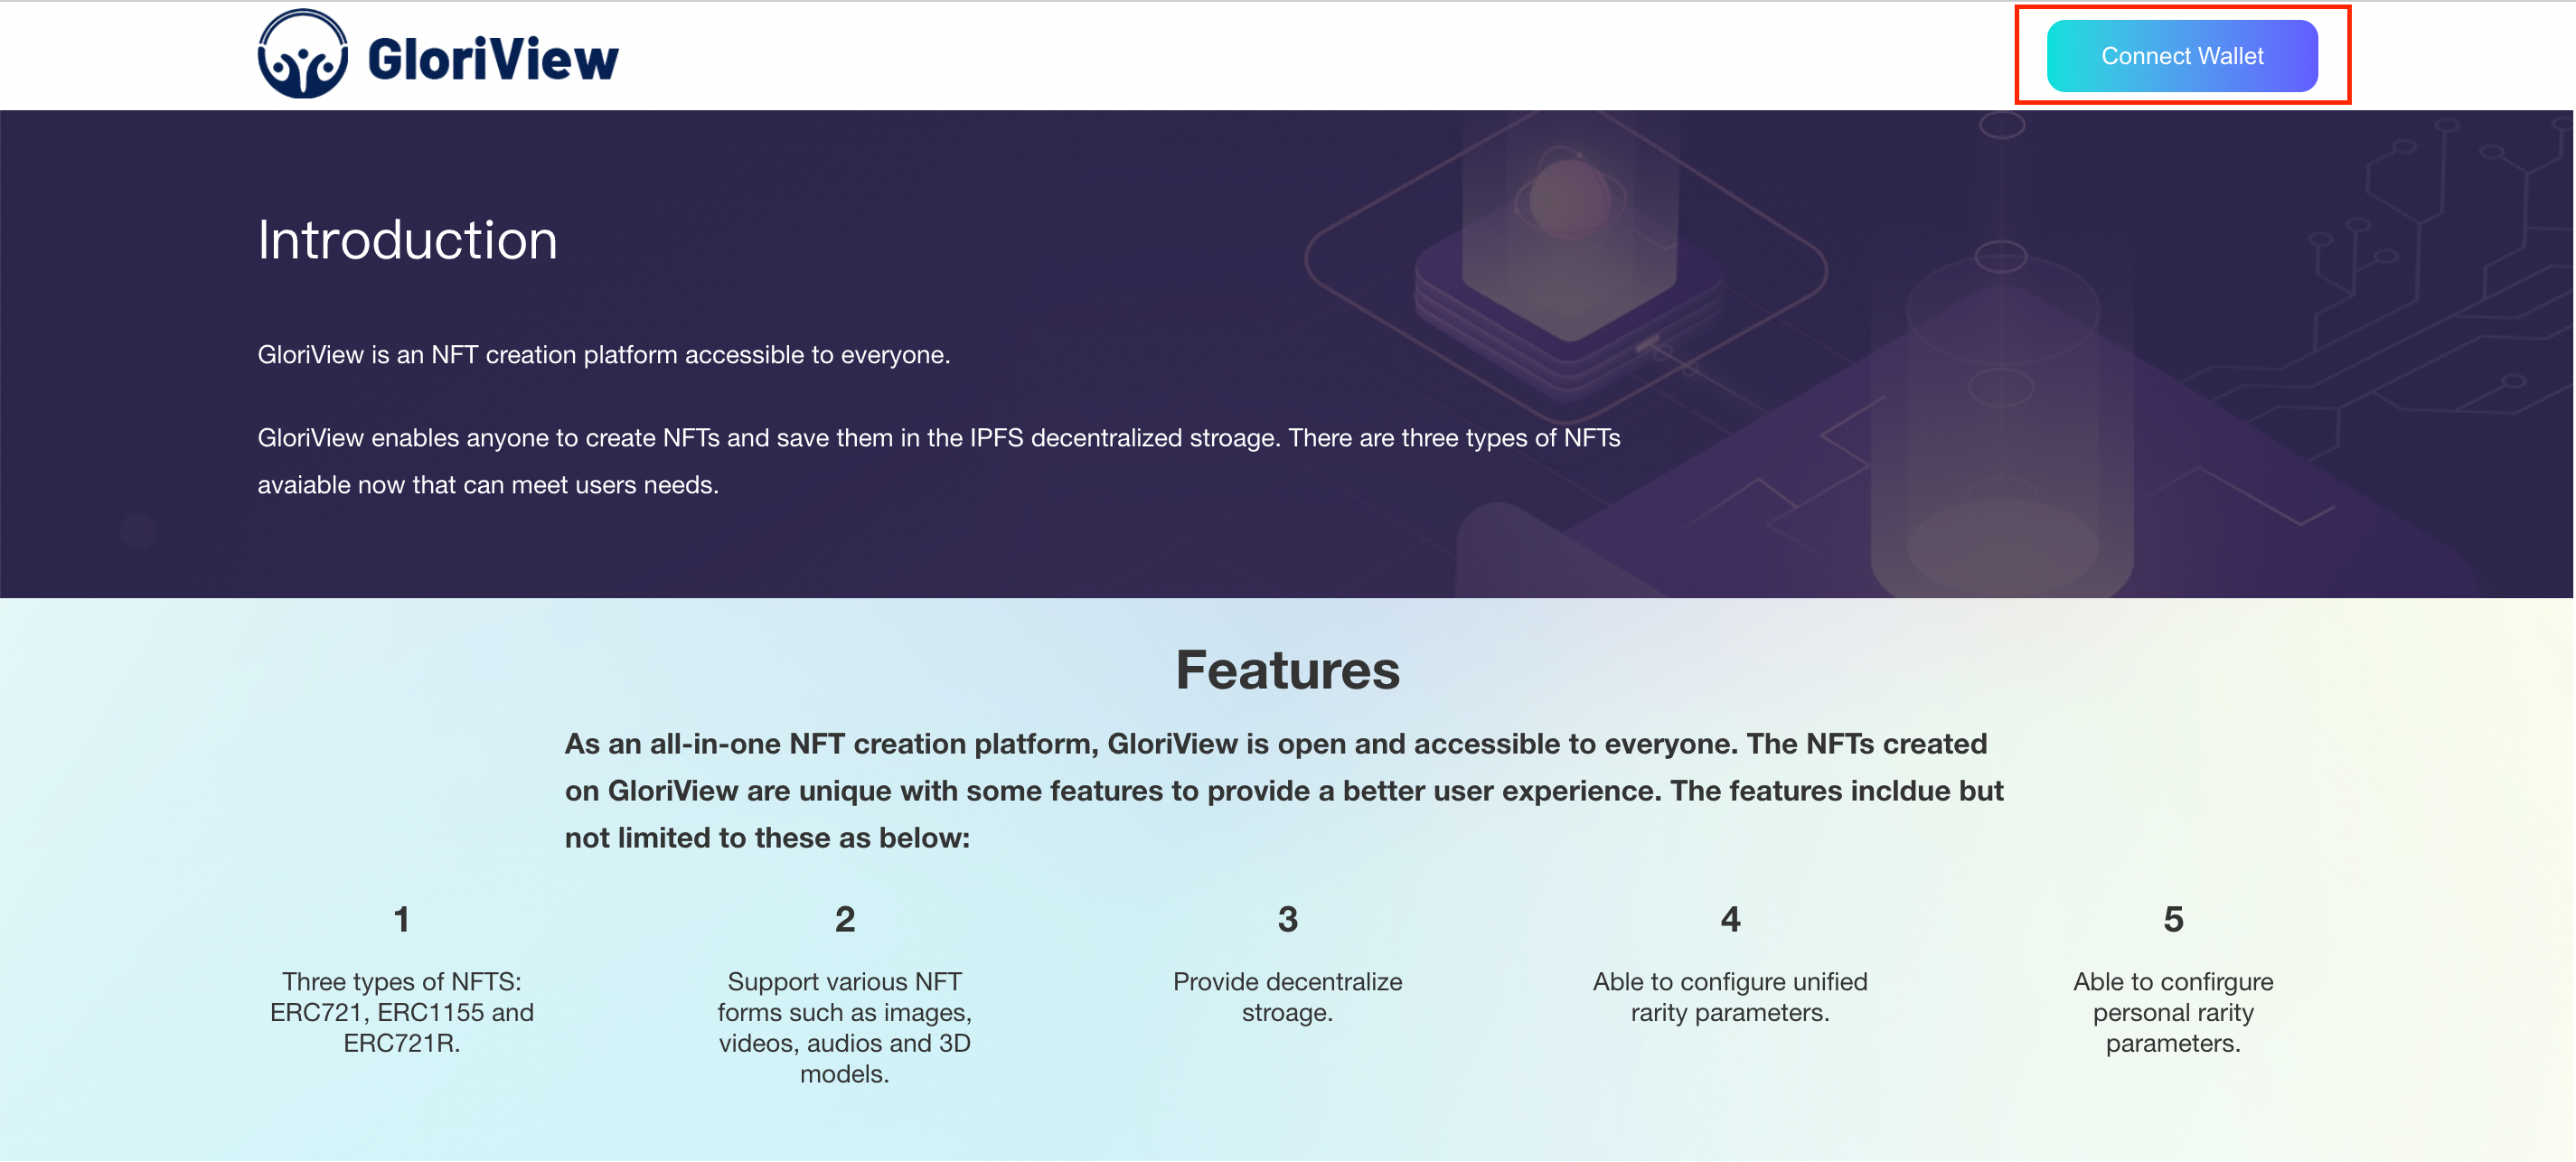 GloriView
Connect Wallet
Introduction
GloriView is an NFT creation platform accessible to everyone.
GloriView enables anyone to create NFTs and save them in the IPFS decentralized stroage. There are three types of NFTs
avaiable now that can meet users needs.
Features
As an all-in-one NFT creation platform, GloriView is open and accessible to everyone. The NFTs created
on GloriView are unique with some features to provide a better user experience. The features incldue but
not limited to these as below:
1
Three types of NFTS:
ERC721, ERC1155 and
ERC721R.
2
Support various NFT
forms such as images,
videos, audios and 3D
models.
3
Provide decentralize
stroage.
4
Able to configure unified
rarity parameters.
5
Able to confirgure
personal rarity
parameters.